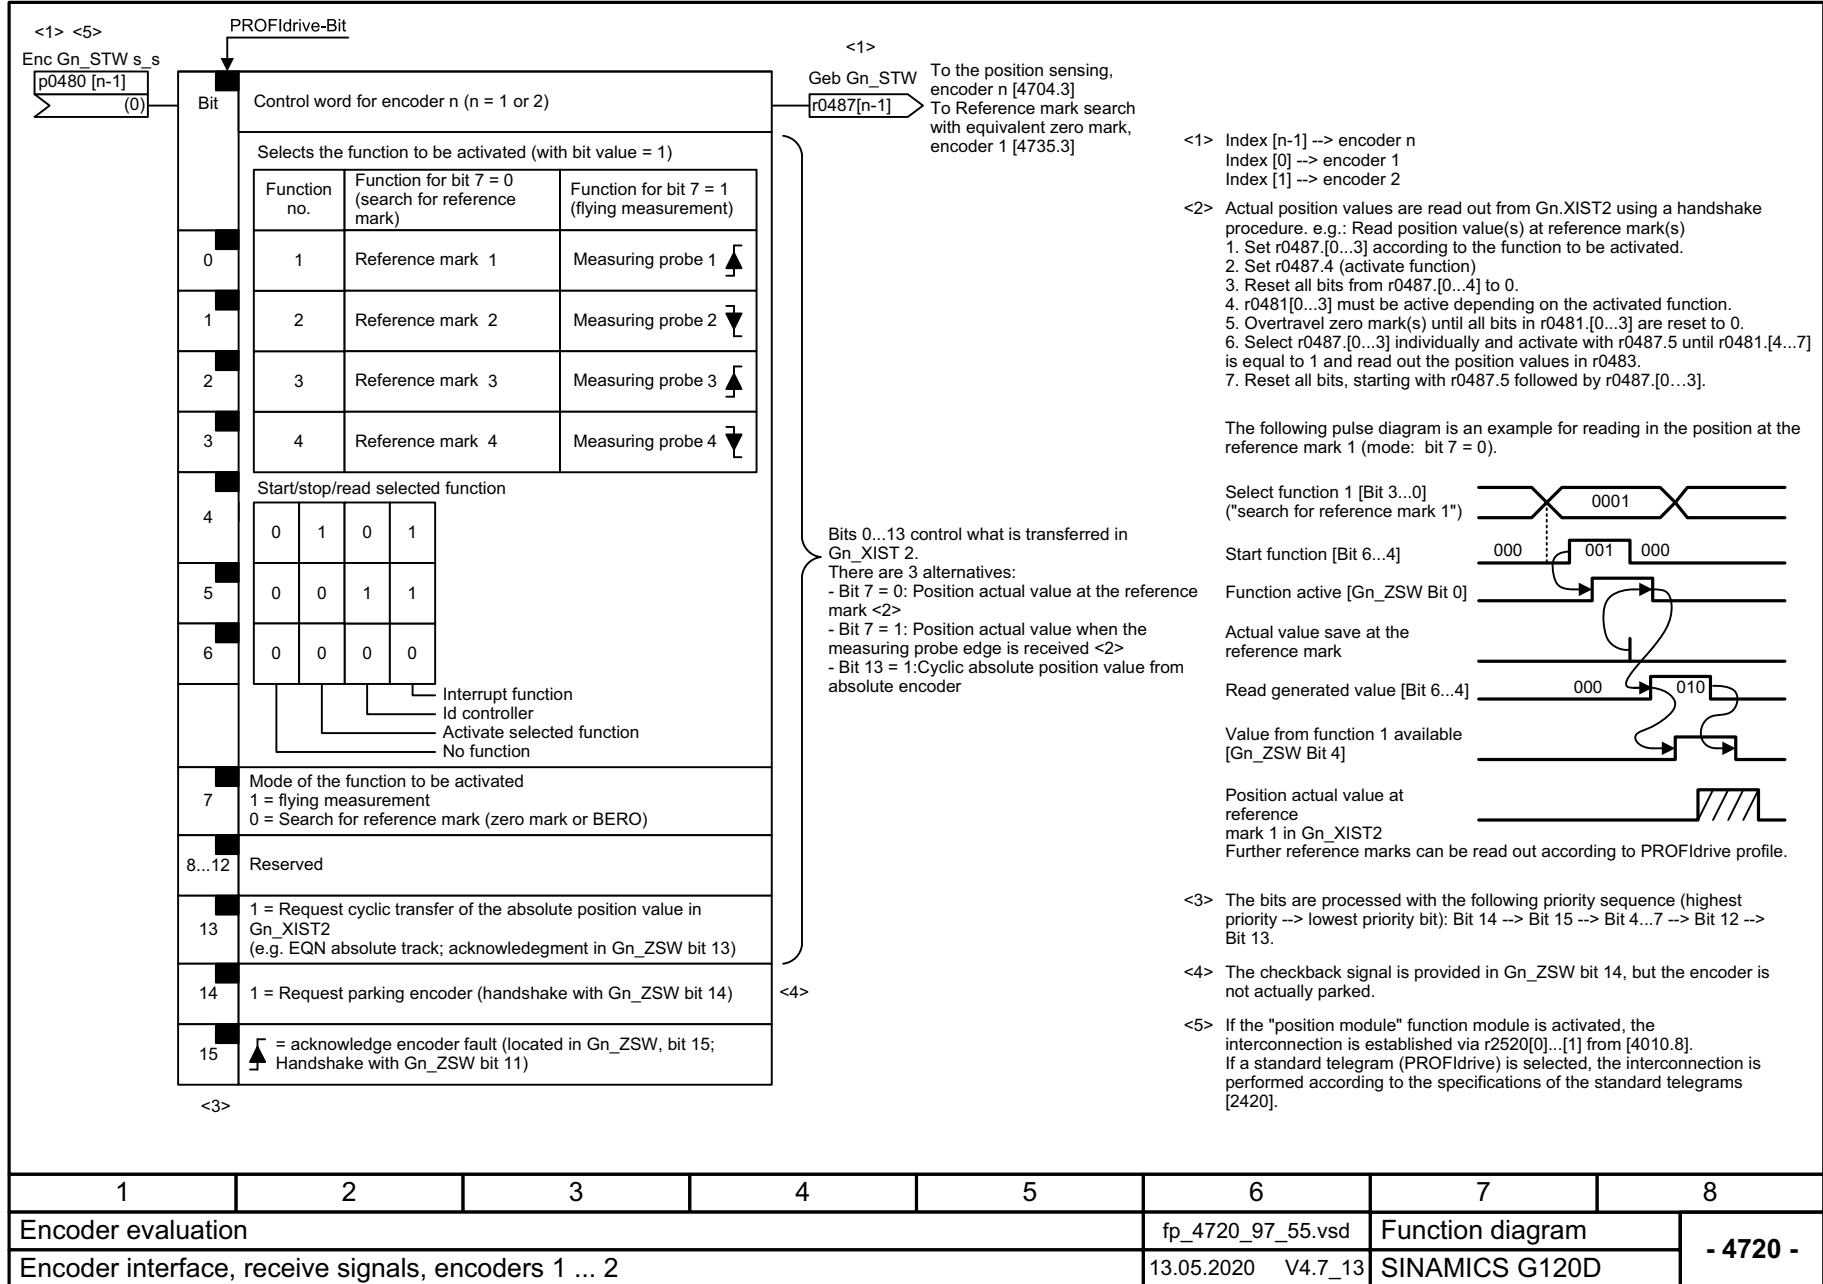 <1> <5>
PROFIdrive-Bit
Enc Gn_STW s_s
p0480 [n-1]
(0)
Bit
Control word for encoder n (n = 1 or 2)
<1>
Geb Gn_STW
r0487[n-1]
To the position sensing,
encoder n [4704.3]
To Reference mark search
with equivalent zero mark,
encoder 1 [4735.3]
Selects the function to be activated (with bit value = 1)
Function
no.
Function for bit 7 = 0
(search for reference
mark)
Function for bit 7 = 1
(flying measurement)
0
1
Reference mark 1
Measuring probe 1
1
2
Reference mark 2
Measuring probe 2
2
3
Reference mark 3
Measuring probe 3
3
4
Reference mark 4
Measuring probe 4
Start/stop/read selected function
4
0 1 0 1
5
0 0 1 1
6
0 0 0 0
Interrupt function
Id controller
Activate selected function
No function
7
Mode of the function to be activated
1 = flying measurement
0 = Search for reference mark (zero mark or BERO)
8...12
Reserved
13
1 = Request cyclic transfer of the absolute position value in
Gn_XIST2
(e.g. EQN absolute track; acknowledegment in Gn_ZSW bit 13)
14
1 = Request parking encoder (handshake with Gn_ZSW bit 14)
<4>
15
= acknowledge encoder fault (located in Gn_ZSW, bit 15;
Handshake with Gn_ZSW bit 11)
<3>
Bits 0...13 control what is transferred in
Gn_XIST 2.
There are 3 alternatives:
- Bit 7 = 0: Position actual value at the reference
mark <2>
- Bit 7 = 1: Position actual value when the
measuring probe edge is received <2>
- Bit 13 = 1:Cyclic absolute position value from
absolute encoder
<1> Index [n-1] --> encoder n
Index [0] --> encoder 1
Index [1] --> encoder 2
<2> Actual position values are read out from Gn.XIST2 using a handshake
procedure. e.g.: Read position value(s) at reference mark(s)
1. Set r0487.[0...3] according to the function to be activated.
2. Set r0487.4 (activate function)
3. Reset all bits from r0487.[0...4] to 0.
4. r0481[0...3] must be active depending on the activated function.
5. Overtravel zero mark(s) until all bits in r0481.[0...3] are reset to 0.
6. Select r0487.[0...3] individually and activate with r0487.5 until r0481.[4...7]
is equal to 1 and read out the position values in r0483.
7. Reset all bits, starting with r0487.5 followed by r0487.[0…3].
The following pulse diagram is an example for reading in the position at the
reference mark 1 (mode: bit 7 = 0).
Select function 1 [Bit 3...0]
("search for reference mark 1")
0001
Start function [Bit 6...4]
000 001 000
Function active [Gn_ZSW Bit 0]
Actual value save at the
reference mark
Read generated value [Bit 6...4]
000 010
Value from function 1 available
[Gn_ZSW Bit 4]
Position actual value at
reference
mark 1 in Gn_XIST2
Further reference marks can be read out according to PROFIdrive profile.
<3> The bits are processed with the following priority sequence (highest
priority --> lowest priority bit): Bit 14 --> Bit 15 --> Bit 4...7 --> Bit 12 -->
Bit 13.
<4> The checkback signal is provided in Gn_ZSW bit 14, but the encoder is
not actually parked.
<5> If the "position module" function module is activated, the
interconnection is established via r2520[0]...[1] from [4010.8].
If a standard telegram (PROFIdrive) is selected, the interconnection is
performed according to the specifications of the standard telegrams
[2420].
1 2 3 4 5 6 7 8
Encoder evaluation
fp_4720_97_55.vsd
Function diagram
- 4720 -
Encoder interface, receive signals, encoders 1 ... 2
13.05.2020 V4.7_13
SINAMICS G120D